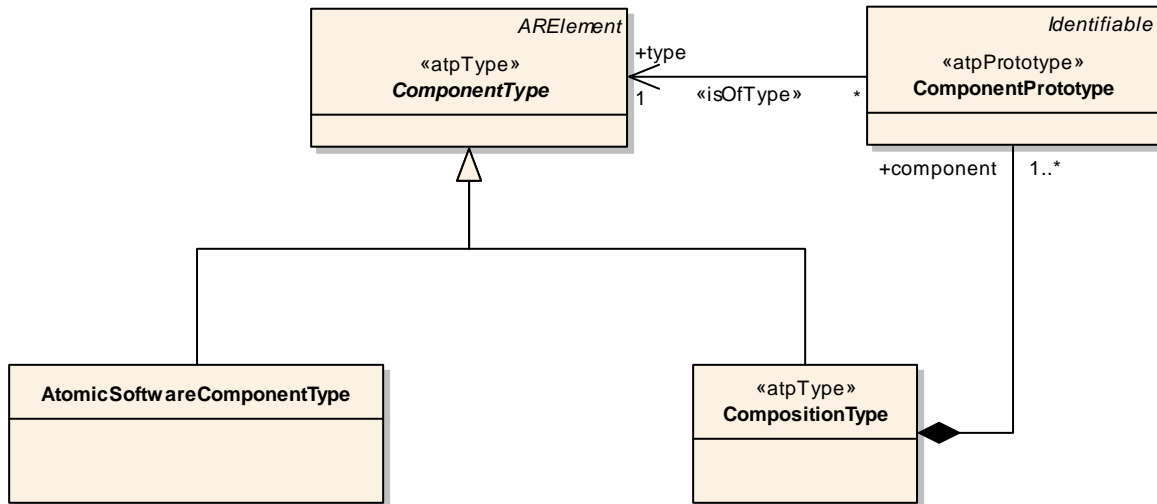 ARElement
«atpType»
ComponentType
+type
1
«isOfType»
*
Identifiable
«atpPrototype»
ComponentPrototype
+component
1..*
AtomicSoftwareComponentType
«atpType»
CompositionType